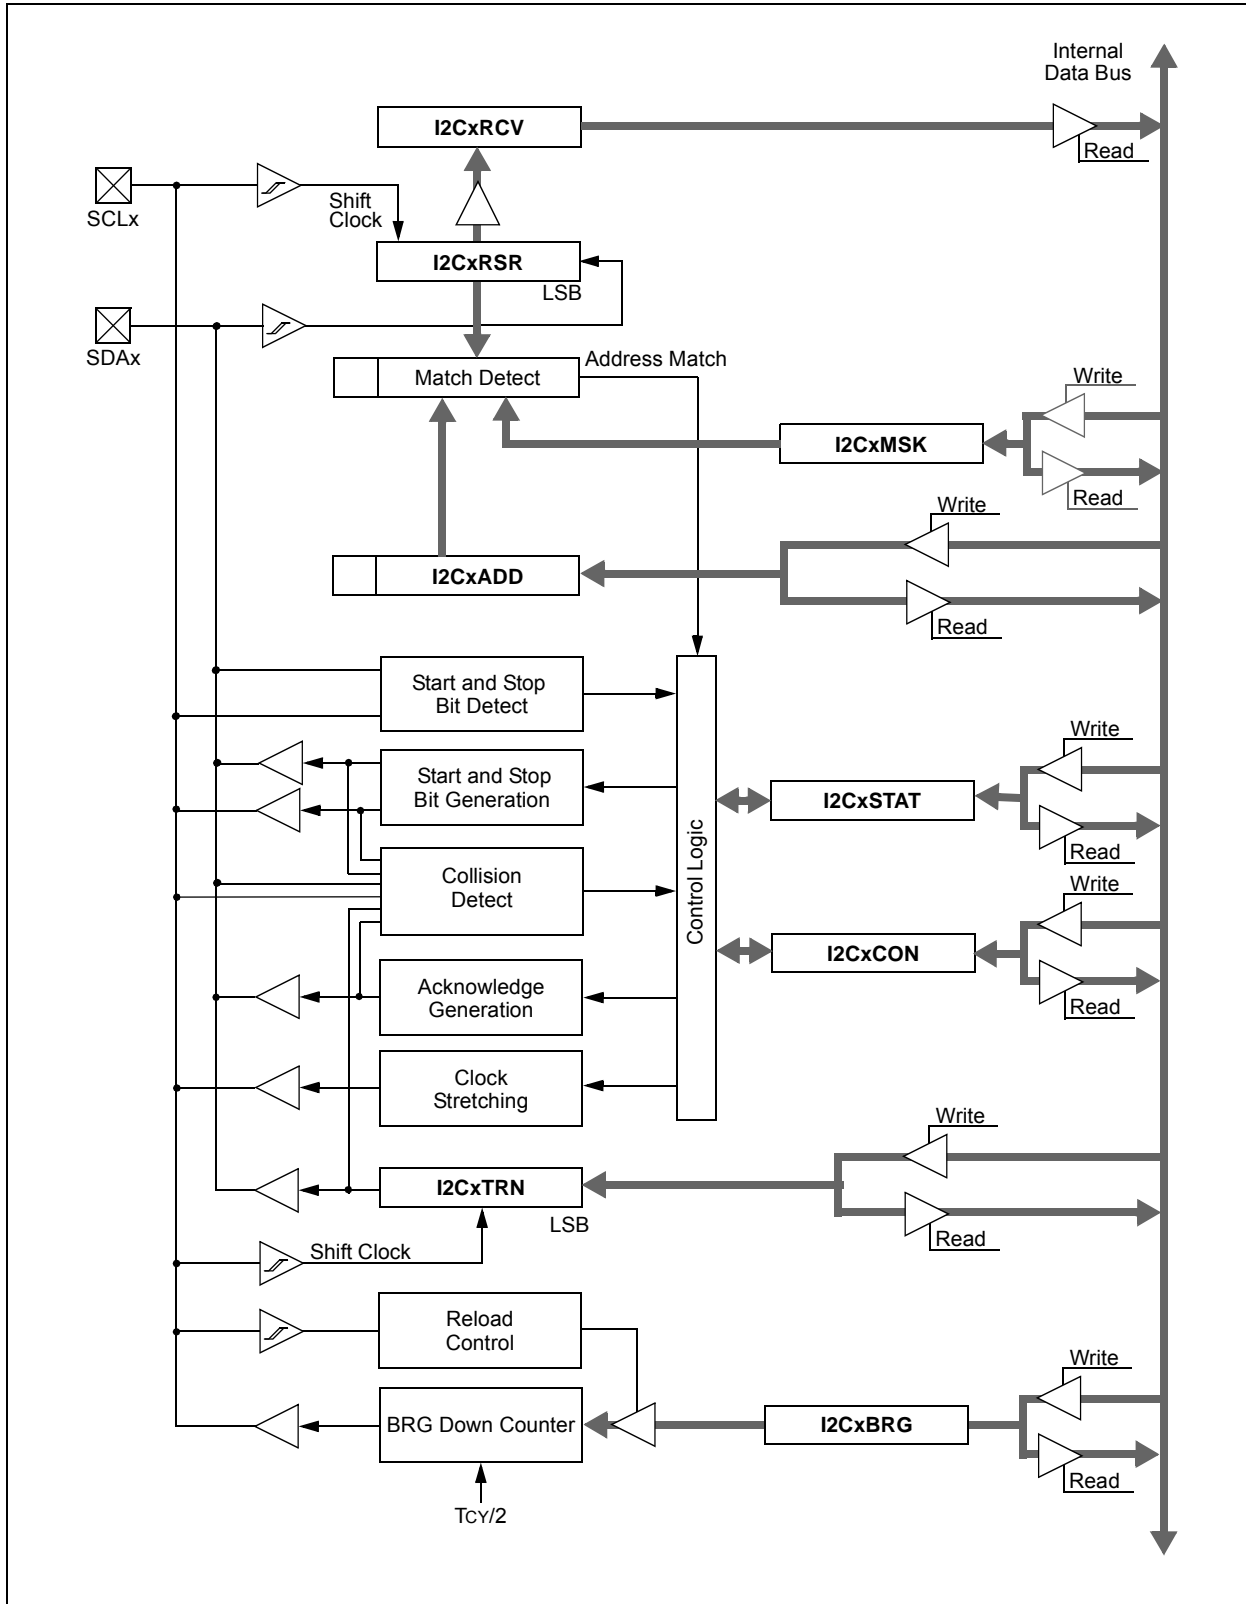 Internal
Data Bus
I2CxRCV
Read
SCLx
Shift
Clock
I2CxRSR
LSB
SDAx
Address Match
Match Detect
Write
I2CxMSK
Read
Write
I2CxADD
Read
Start and Stop
Bit Detect
Write
Start and Stop
Bit Generation
I2CxSTAT
Read
Control Logic
Collision
Detect
Write
I2CxCON
Read
Acknowledge
Generation
Clock
Stretching
Write
I2CxTRN
LSB
Read
Shift Clock
Reload
Control
Write
BRG Down Counter
I2CxBRG
Read
TCY/2